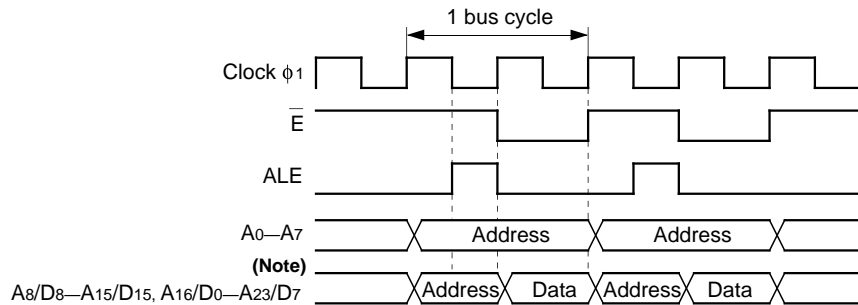 1 bus cycle
Clock ϕ1
E̅
ALE
A0—A7
Address
Address
(Note)
A8/D8—A15/D15, A16/D0—A23/D7
Address
Data
Address
Data